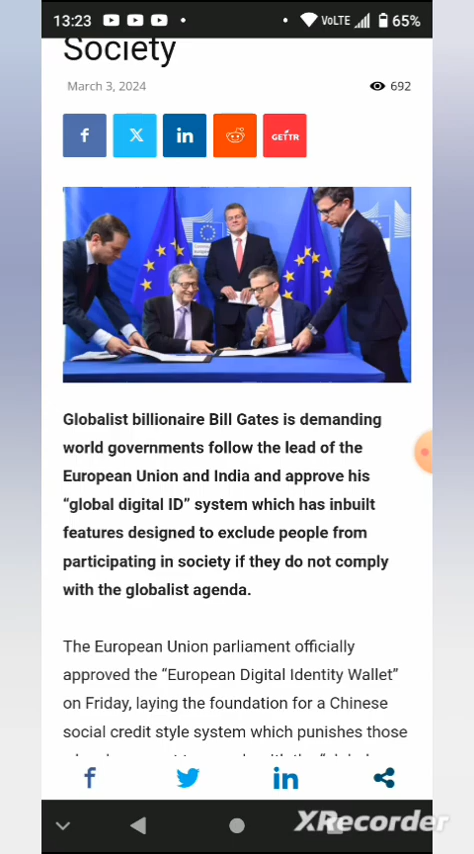 13:23
VoLTE
65%
Society
March 3, 2024
692
GETTR
Globalist billionaire Bill Gates is demanding
world governments follow the lead of the
European Union and India and approve his
“global digital ID” system which has inbuilt
features designed to exclude people from
participating in society if they do not comply
with the globalist agenda.
The European Union parliament officially
approved the “European Digital Identity Wallet”
on Friday, laying the foundation for a Chinese
social credit style system which punishes those
XRecorder